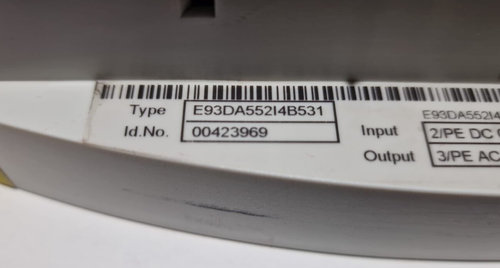 Type E93DA552I4B531
Id.No. 00423969
E93DA552I4
Input 2/PE DC
Output 3/PE AC